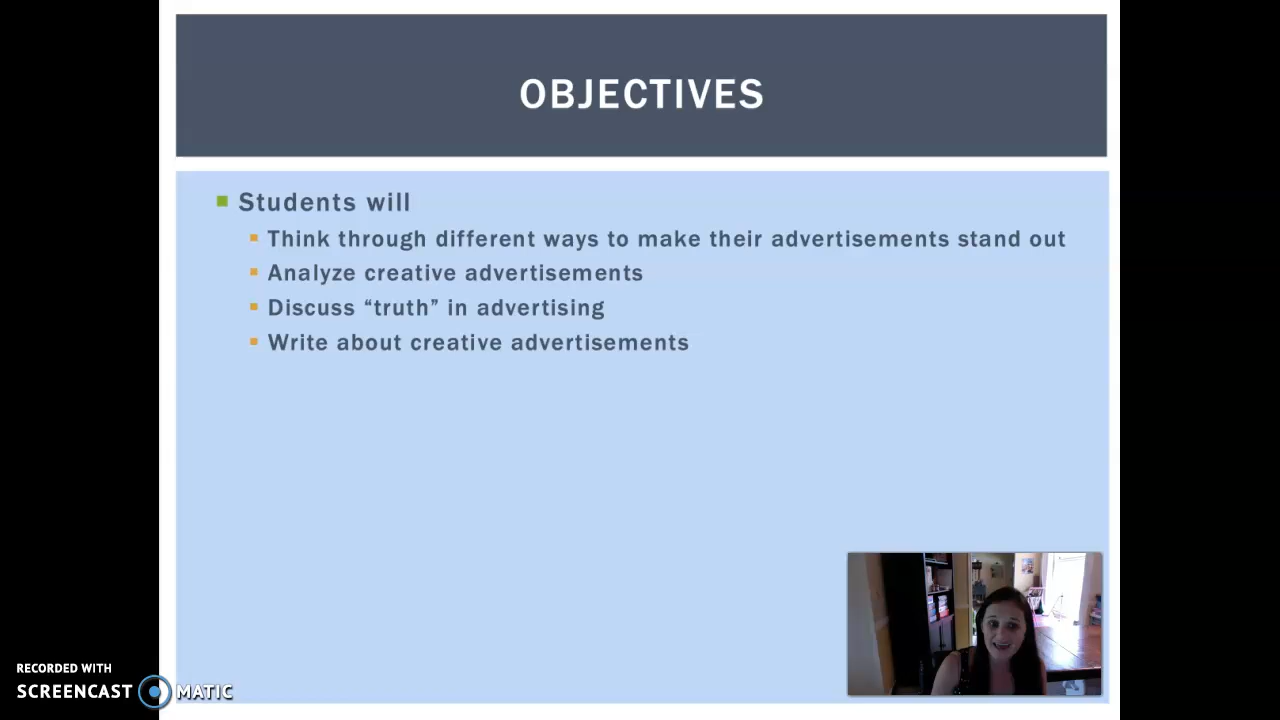 OBJECTIVES
Students will
Think through different ways to make their advertisements stand out
Analyze creative advertisements
Discuss “truth” in advertising
Write about creative advertisements
RECORDED WITH
SCREENCAST MATIC